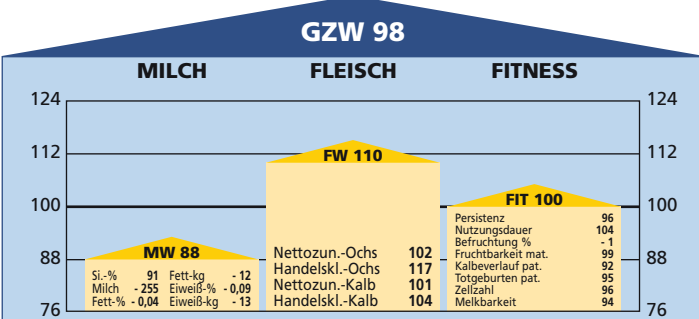 GZW 98
MILCH FLEISCH FITNESS
124 124
112 112
100 100
88 88
76 76
MW 88
Si.-% 91 Fett-kg - 12
Milch - 255 Eiweiß-% - 0,09
Fett-% - 0,04 Eiweiß-kg - 13
FW 110
Nettozun.-Ochs 102
Handelskl.-Ochs 117
Nettozun.-Kalb 101
Handelskl.-Kalb 104
FIT 100
Persistenz 96
Nutzungsdauer 104
Befruchtung % - 1
Fruchtbarkeit mat. 99
Kalbeverlauf pat. 92
Totgeburten pat. 95
Zellzahl 96
Melkbarkeit 94